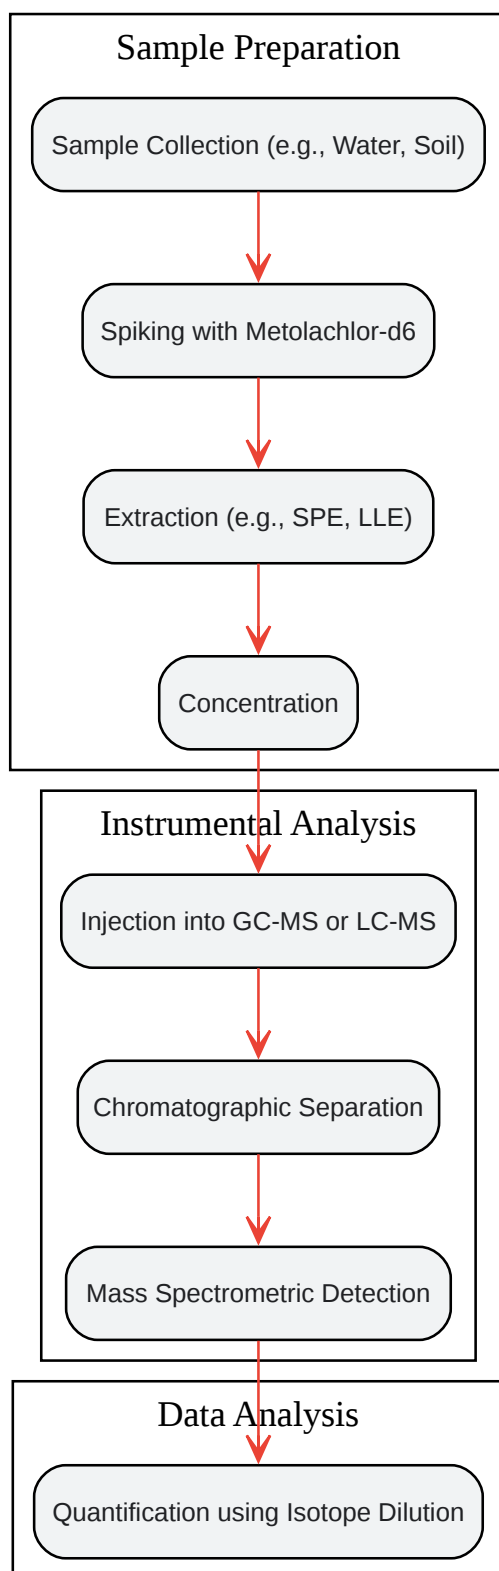 Sample Preparation
Sample Collection (e.g., Water, Soil)
Spiking with Metolachlor-d6
Extraction (e.g., SPE, LLE)
Concentration
Instrumental Analysis
Injection into GC-MS or LC-MS
Chromatographic Separation
Mass Spectrometric Detection
Data Analysis
Quantification using Isotope Dilution